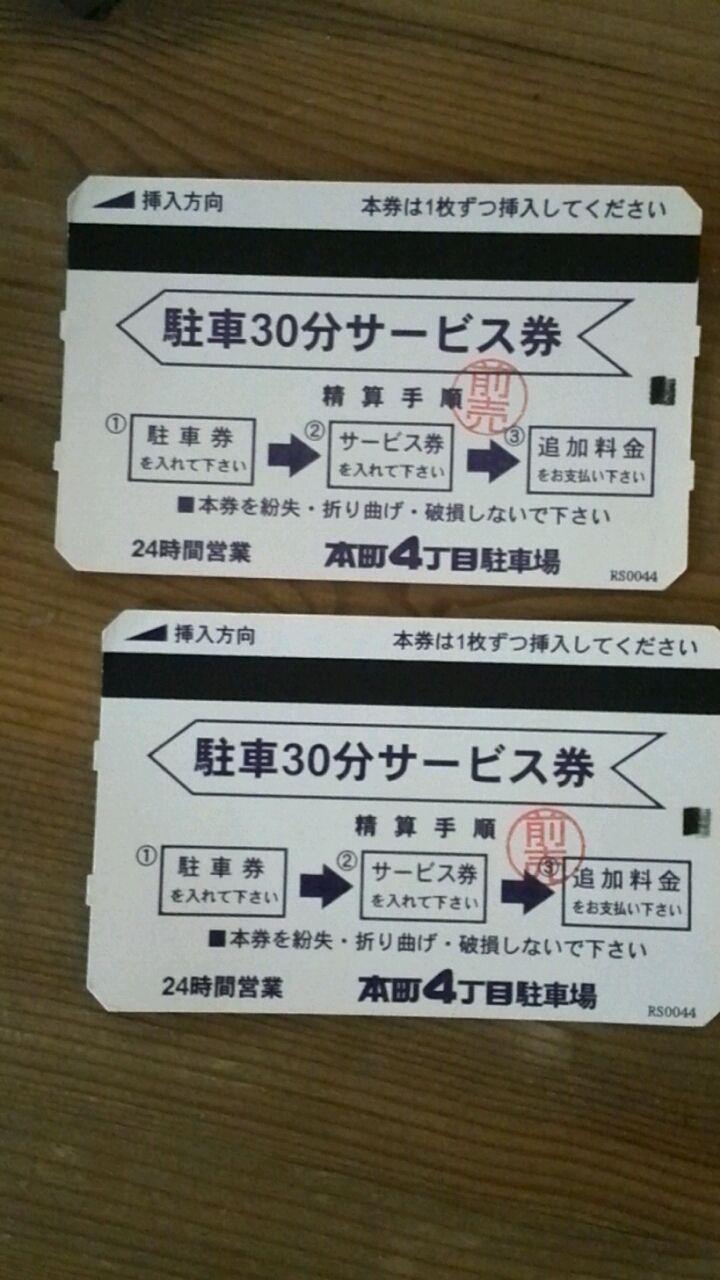 挿入方向 本券は1枚ずつ挿入してください
駐車30分サービス券
精算手順
前売
① 駐車券 ② サービス券 ③ 追加料金
を入れて下さい を入れて下さい をお支払い下さい
■本券を紛失・折り曲げ・破損しないで下さい
24時間営業 本町4丁目駐車場 RS0044
挿入方向 本券は1枚ずつ挿入してください
駐車30分サービス券
精算手順
前売
① 駐車券 ② サービス券 ③ 追加料金
を入れて下さい を入れて下さい をお支払い下さい
■本券を紛失・折り曲げ・破損しないで下さい
24時間営業 本町4丁目駐車場 RS0044